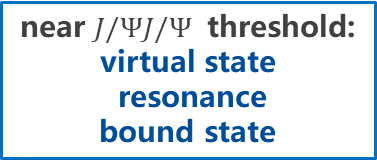 near J/ΨJ/Ψ threshold:
virtual state
resonance
bound state